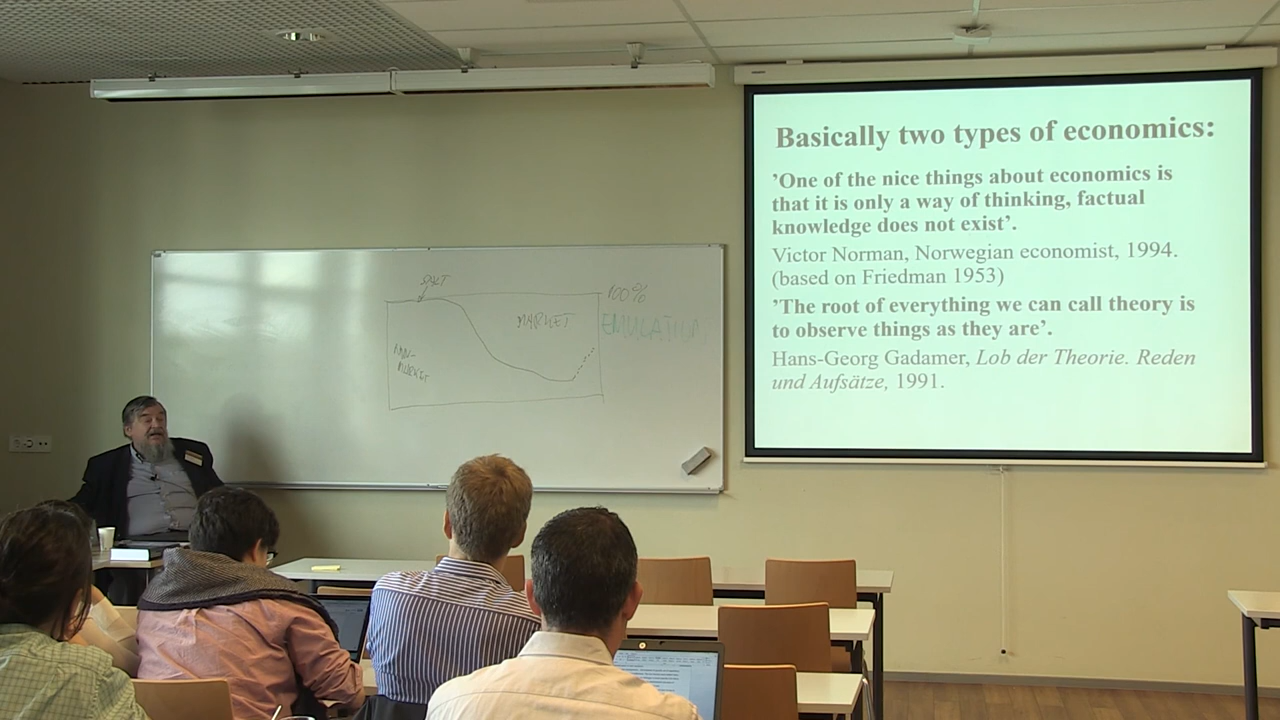 100%
MARKET
EMULATION
MARKET
Basically two types of economics:
’One of the nice things about economics is
that it is only a way of thinking, factual
knowledge does not exist’.
Victor Norman, Norwegian economist, 1994.
(based on Friedman 1953)
’The root of everything we can call theory is
to observe things as they are’.
Hans-Georg Gadamer, Lob der Theorie. Reden
und Aufsätze, 1991.